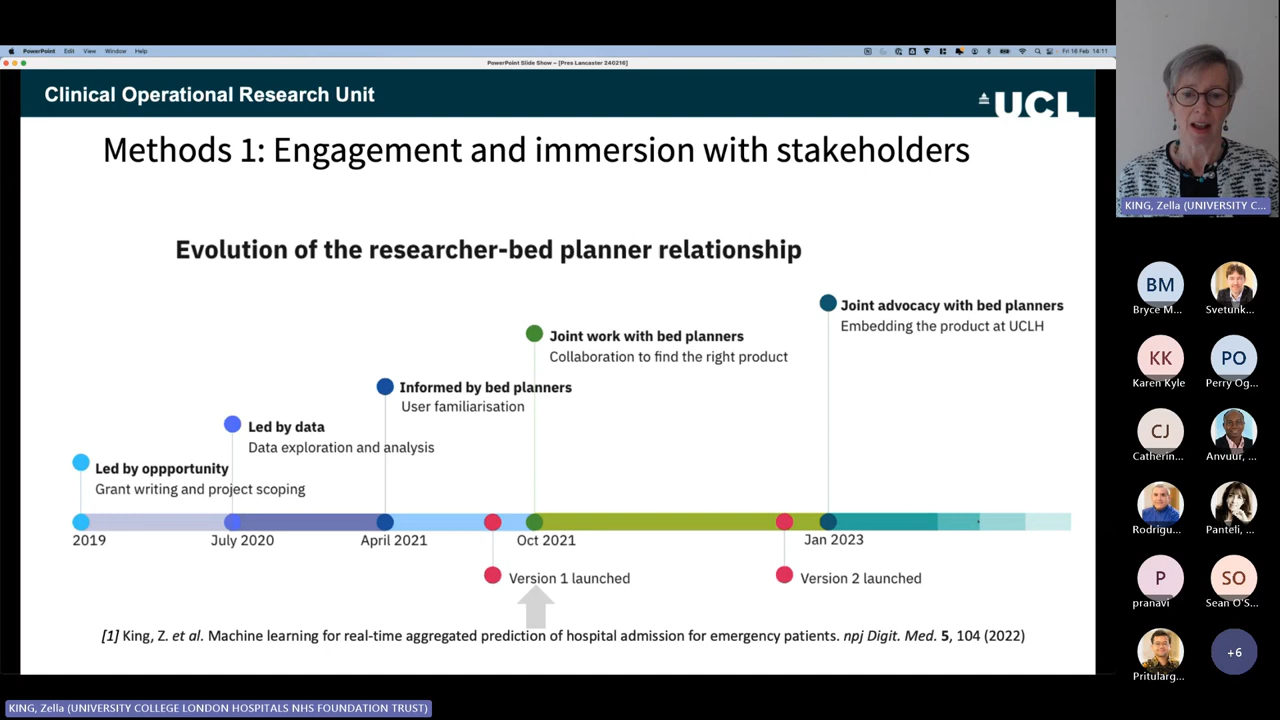 PowerPoint Edit View Window Help
Fri 16 Feb 14:11
PowerPoint Slide Show - [Pres Lancaster 240216]
Clinical Operational Research Unit
UCL
Methods 1: Engagement and immersion with stakeholders
Evolution of the researcher-bed planner relationship
Joint advocacy with bed planners
Embedding the product at UCLH
Joint work with bed planners
Collaboration to find the right product
Informed by bed planners
User familiarisation
Led by data
Data exploration and analysis
Led by oppportunity
Grant writing and project scoping
2019
July 2020
April 2021
Oct 2021
Jan 2023
Version 1 launched
Version 2 launched
[1] King, Z. et al. Machine learning for real-time aggregated prediction of hospital admission for emergency patients. npj Digit. Med. 5, 104 (2022)
KING, Zella (UNIVERSITY C...
BM
Bryce M...
Svetunk...
KK
Karen Kyle
PO
Perry Og...
CJ
Catherin...
Anvuur, ...
Rodrigu...
Panteli, ...
P
pranavi
SO
Sean O'S...
Pritularg...
+6
KING, Zella (UNIVERSITY COLLEGE LONDON HOSPITALS NHS FOUNDATION TRUST)